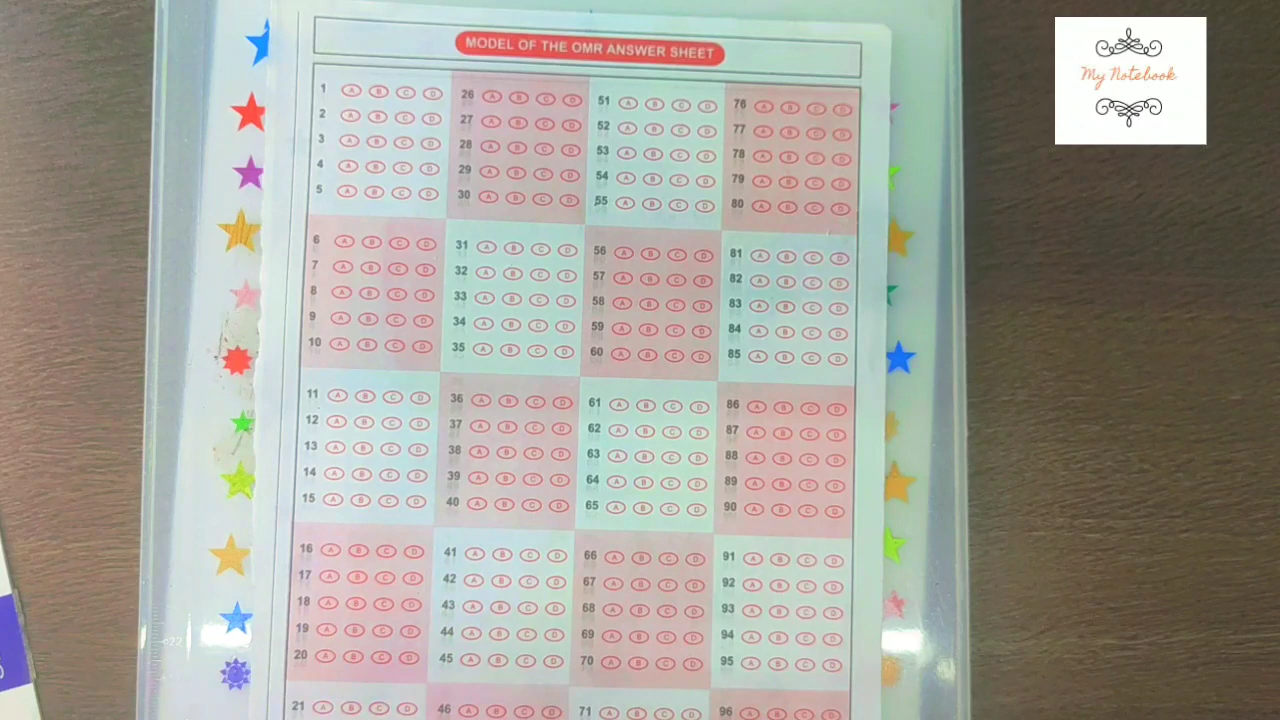 MODEL OF THE OMR ANSWER SHEET
My Notebook
1 A B C D
2 A B C D
3 A B C D
4 A B C D
5 A B C D
6 A B C D
7 A B C D
8 A B C D
9 A B C D
10 A B C D
11 A B C D
12 A B C D
13 A B C D
14 A B C D
15 A B C D
16 A B C D
17 A B C D
18 A B C D
19 A B C D
20 A B C D
21 A B C D
26 A B C D
27 A B C D
28 A B C D
29 A B C D
30 A B C D
31 A B C D
32 A B C D
33 A B C D
34 A B C D
35 A B C D
36 A B C D
37 A B C D
38 A B C D
39 A B C D
40 A B C D
41 A B C D
42 A B C D
43 A B C D
44 A B C D
45 A B C D
46 A B C D
51 A B C D
52 A B C D
53 A B C D
54 A B C D
55 A B C D
56 A B C D
57 A B C D
58 A B C D
59 A B C D
60 A B C D
61 A B C D
62 A B C D
63 A B C D
64 A B C D
65 A B C D
66 A B C D
67 A B C D
68 A B C D
69 A B C D
70 A B C D
71 A B C D
76 A B C D
77 A B C D
78 A B C D
79 A B C D
80 A B C D
81 A B C D
82 A B C D
83 A B C D
84 A B C D
85 A B C D
86 A B C D
87 A B C D
88 A B C D
89 A B C D
90 A B C D
91 A B C D
92 A B C D
93 A B C D
94 A B C D
95 A B C D
96 A B C D